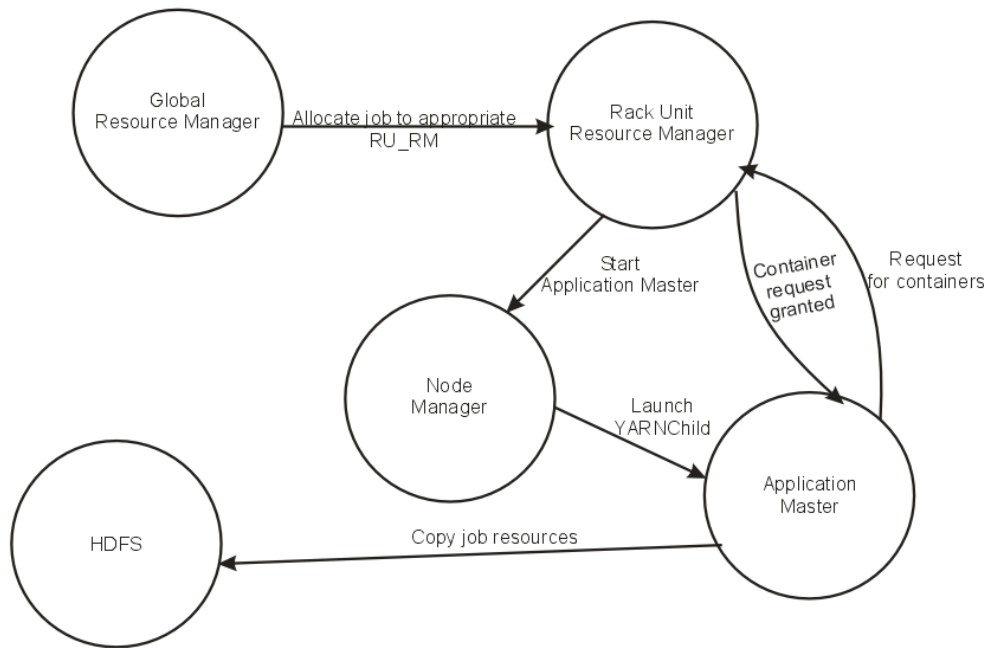 Global
Resource Manager
Allocate job to appropriate
RU_RM
Rack Unit
Resource Manager
Start
Application Master
Container
request
granted
Request
for containers
Node
Manager
Launch
YARNChild
Application
Master
Copy job resources
HDFS